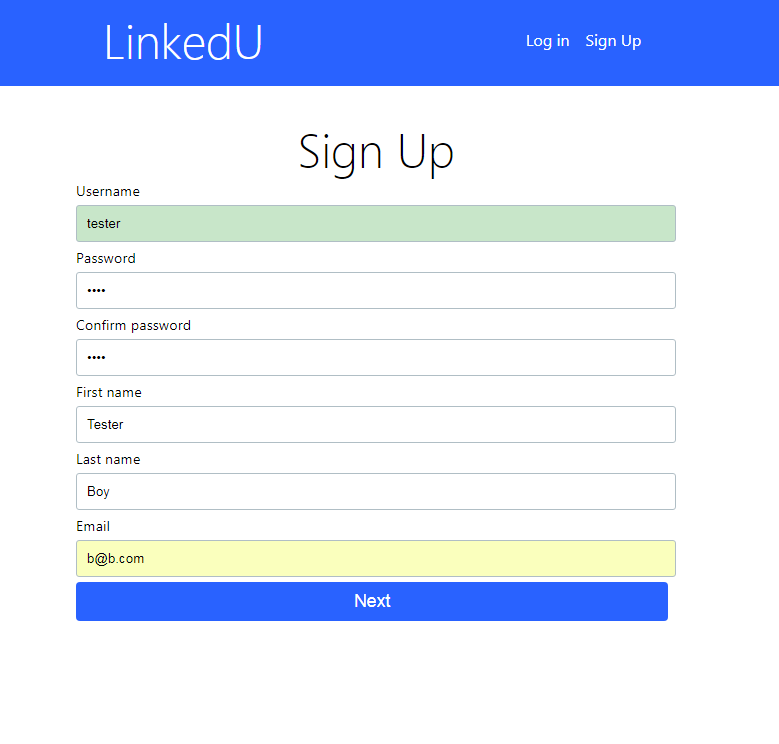 LinkedU
Log in Sign Up
Sign Up
Username
tester
Password
••••
Confirm password
••••
First name
Tester
Last name
Boy
Email
b@b.com
Next